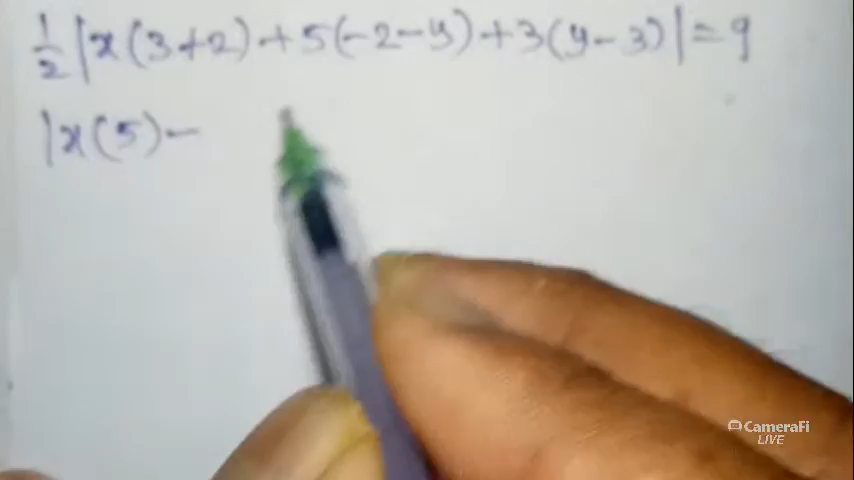 1/2 |x(3+2)+5(-2-y)+3(y-3)|=9
|x(5)-
CameraFi
LIVE